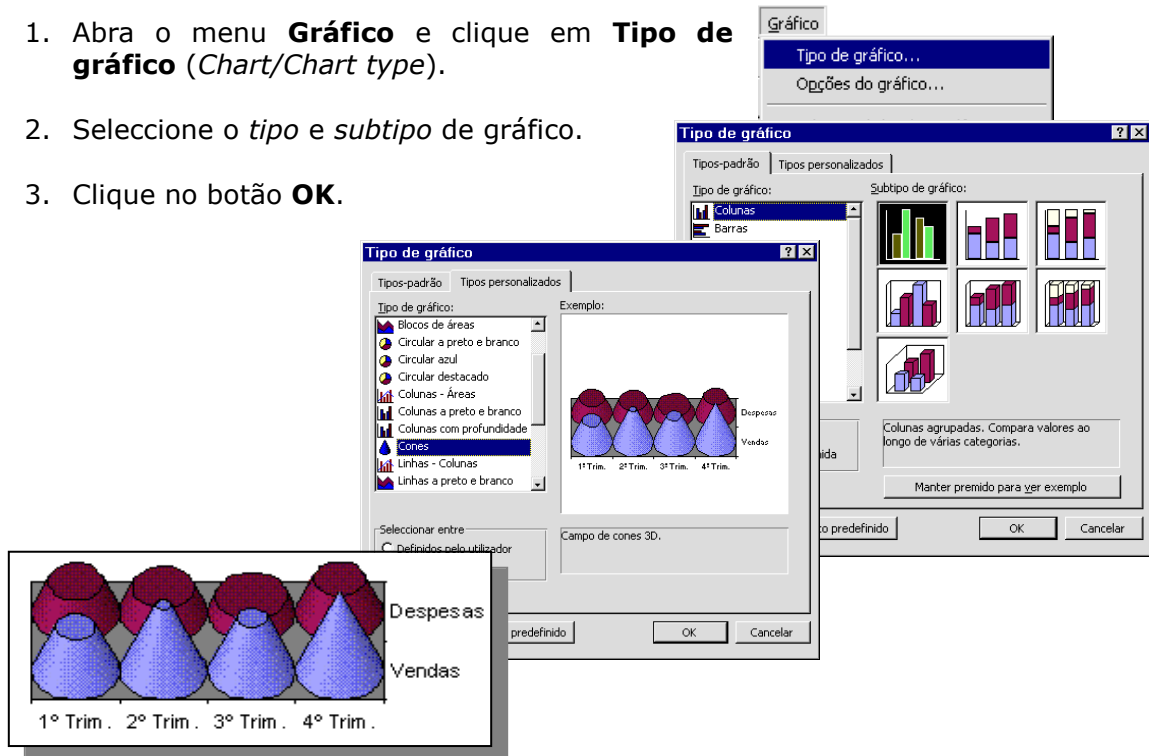 1. Abra o menu Gráfico e clique em Tipo de
gráfico (Chart/Chart type).
2. Seleccione o tipo e subtipo de gráfico.
3. Clique no botão OK.
Gráfico
Tipo de gráfico...
Opções do gráfico...
Tipo de gráfico
Tipos-padrão
Tipos personalizados
Tipo de gráfico:
Subtipo de gráfico:
Colunas
Barras
Colunas agrupadas. Compara valores ao
longo de várias categorias.
Manter premido para ver exemplo
predefinido
OK
Cancelar
Tipo de gráfico
Tipos-padrão
Tipos personalizados
Tipo de gráfico:
Exemplo:
Blocos de áreas
Circular a preto e branco
Circular azul
Circular destacado
Colunas - Áreas
Colunas a preto e branco
Colunas com profundidade
Cones
Linhas - Colunas
Linhas a preto e branco
Despesas
Vendas
1º Trim. 2º Trim. 3º Trim. 4º Trim.
Seleccionar entre
Definidos pelo utilizador
Campo de cones 3D.
predefinido
OK
Cancelar
Despesas
Vendas
1º Trim. 2º Trim. 3º Trim. 4º Trim.